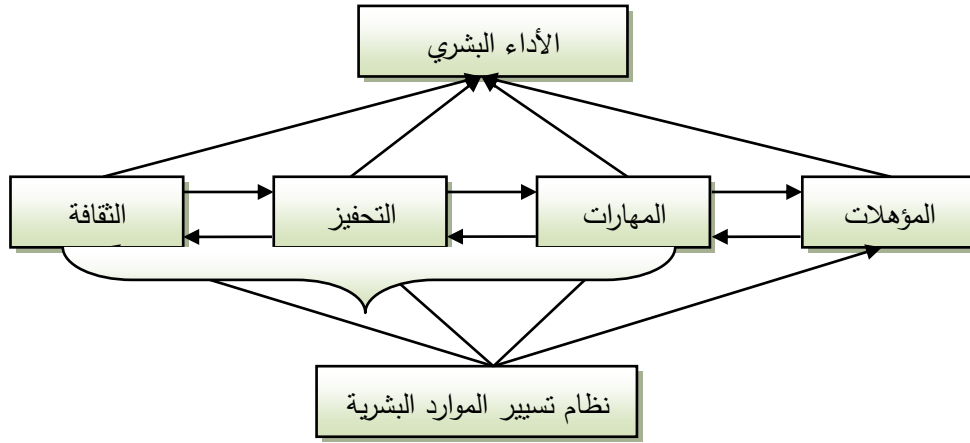 الأداء البشري
المؤهلات
المهارات
التحفيز
الثقافة
نظام تسيير الموارد البشرية